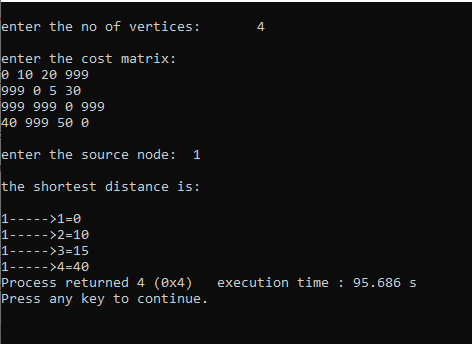 enter the no of vertices:       4
enter the cost matrix:
0 10 20 999
999 0 5 30
999 999 0 999
40 999 50 0
enter the source node:  1
the shortest distance is:
1----->1=0
1----->2=10
1----->3=15
1----->4=40
Process returned 4 (0x4)   execution time : 95.686 s
Press any key to continue.